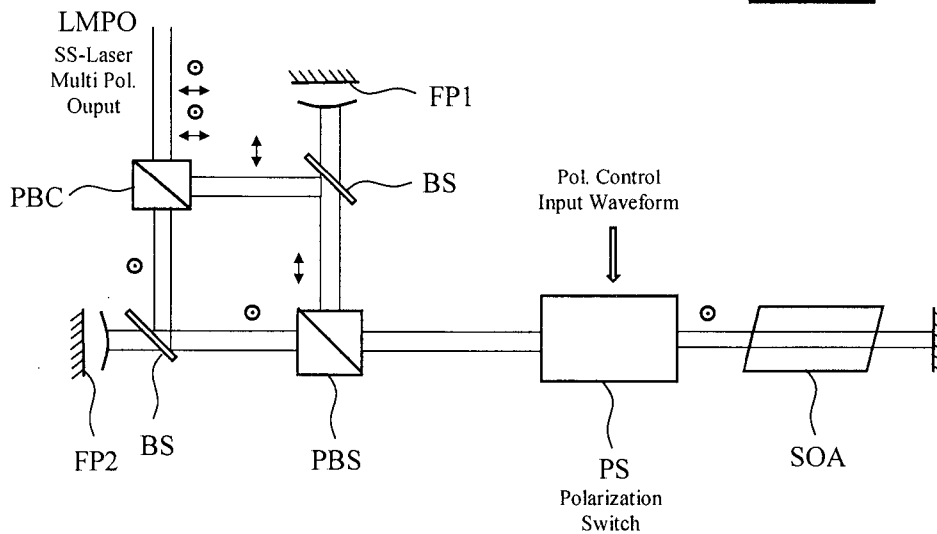 LMPO
SS-Laser
Multi Pol.
Ouput
FP1
PBC
BS
Pol. Control
Input Waveform
FP2
BS
PBS
PS
Polarization
Switch
SOA